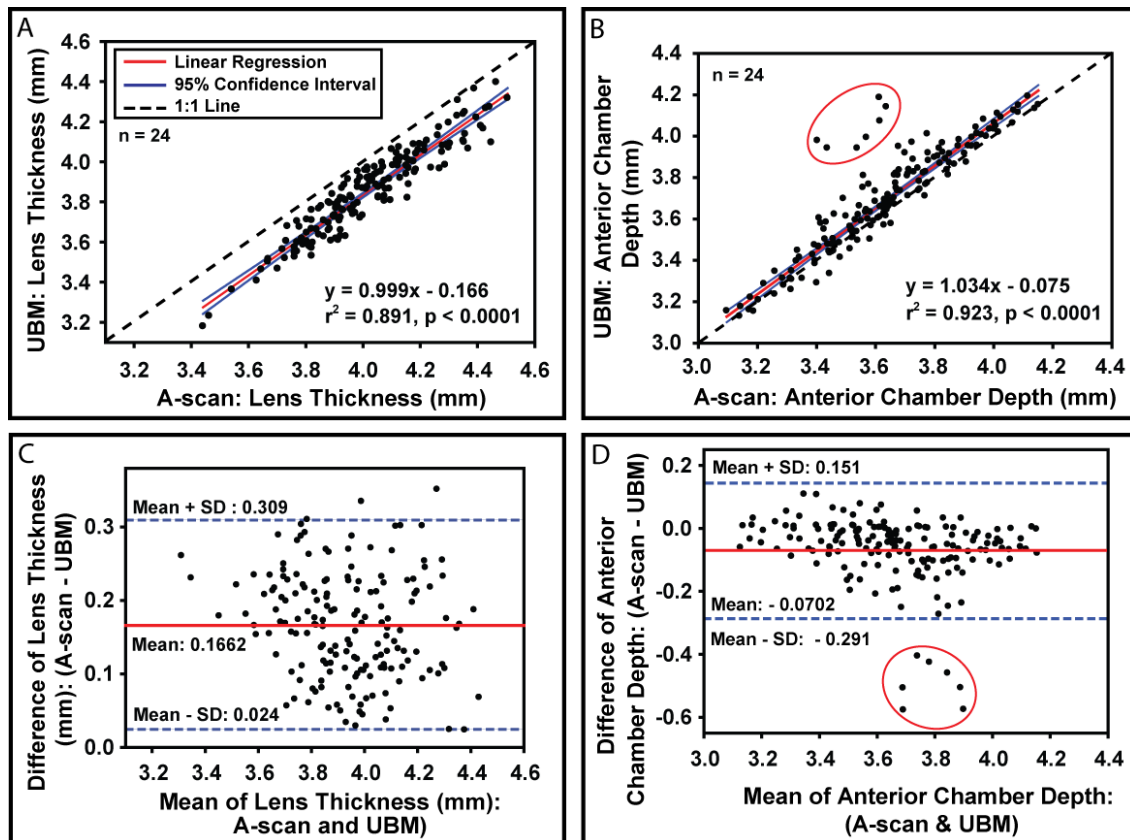 A
UBM: Lens Thickness (mm)
4.6
4.4
4.2
4.0
3.8
3.6
3.4
3.2
Linear Regression
95% Confidence Interval
1:1 Line
n = 24
y = 0.999x - 0.166
r² = 0.891, p < 0.0001
3.2 3.4 3.6 3.8 4.0 4.2 4.4 4.6
A-scan: Lens Thickness (mm)
B
UBM: Anterior Chamber
Depth (mm)
4.4
4.2
4.0
3.8
3.6
3.4
3.2
3.0
n = 24
y = 1.034x - 0.075
r² = 0.923, p < 0.0001
3.0 3.2 3.4 3.6 3.8 4.0 4.2 4.4
A-scan: Anterior Chamber Depth (mm)
C
Difference of Lens Thickness
(mm): (A-scan - UBM)
0.3
0.2
0.1
0.0
Mean + SD : 0.309
Mean: 0.1662
Mean - SD: 0.024
3.2 3.4 3.6 3.8 4.0 4.2 4.4 4.6
Mean of Lens Thickness (mm):
A-scan and UBM)
D
Difference of Anterior
Chamber Depth: (A-scan - UBM)
0.2
0.0
-0.2
-0.4
-0.6
Mean + SD: 0.151
Mean: - 0.0702
Mean - SD: - 0.291
3.0 3.2 3.4 3.6 3.8 4.0 4.2 4.4
Mean of Anterior Chamber Depth:
(A-scan & UBM)